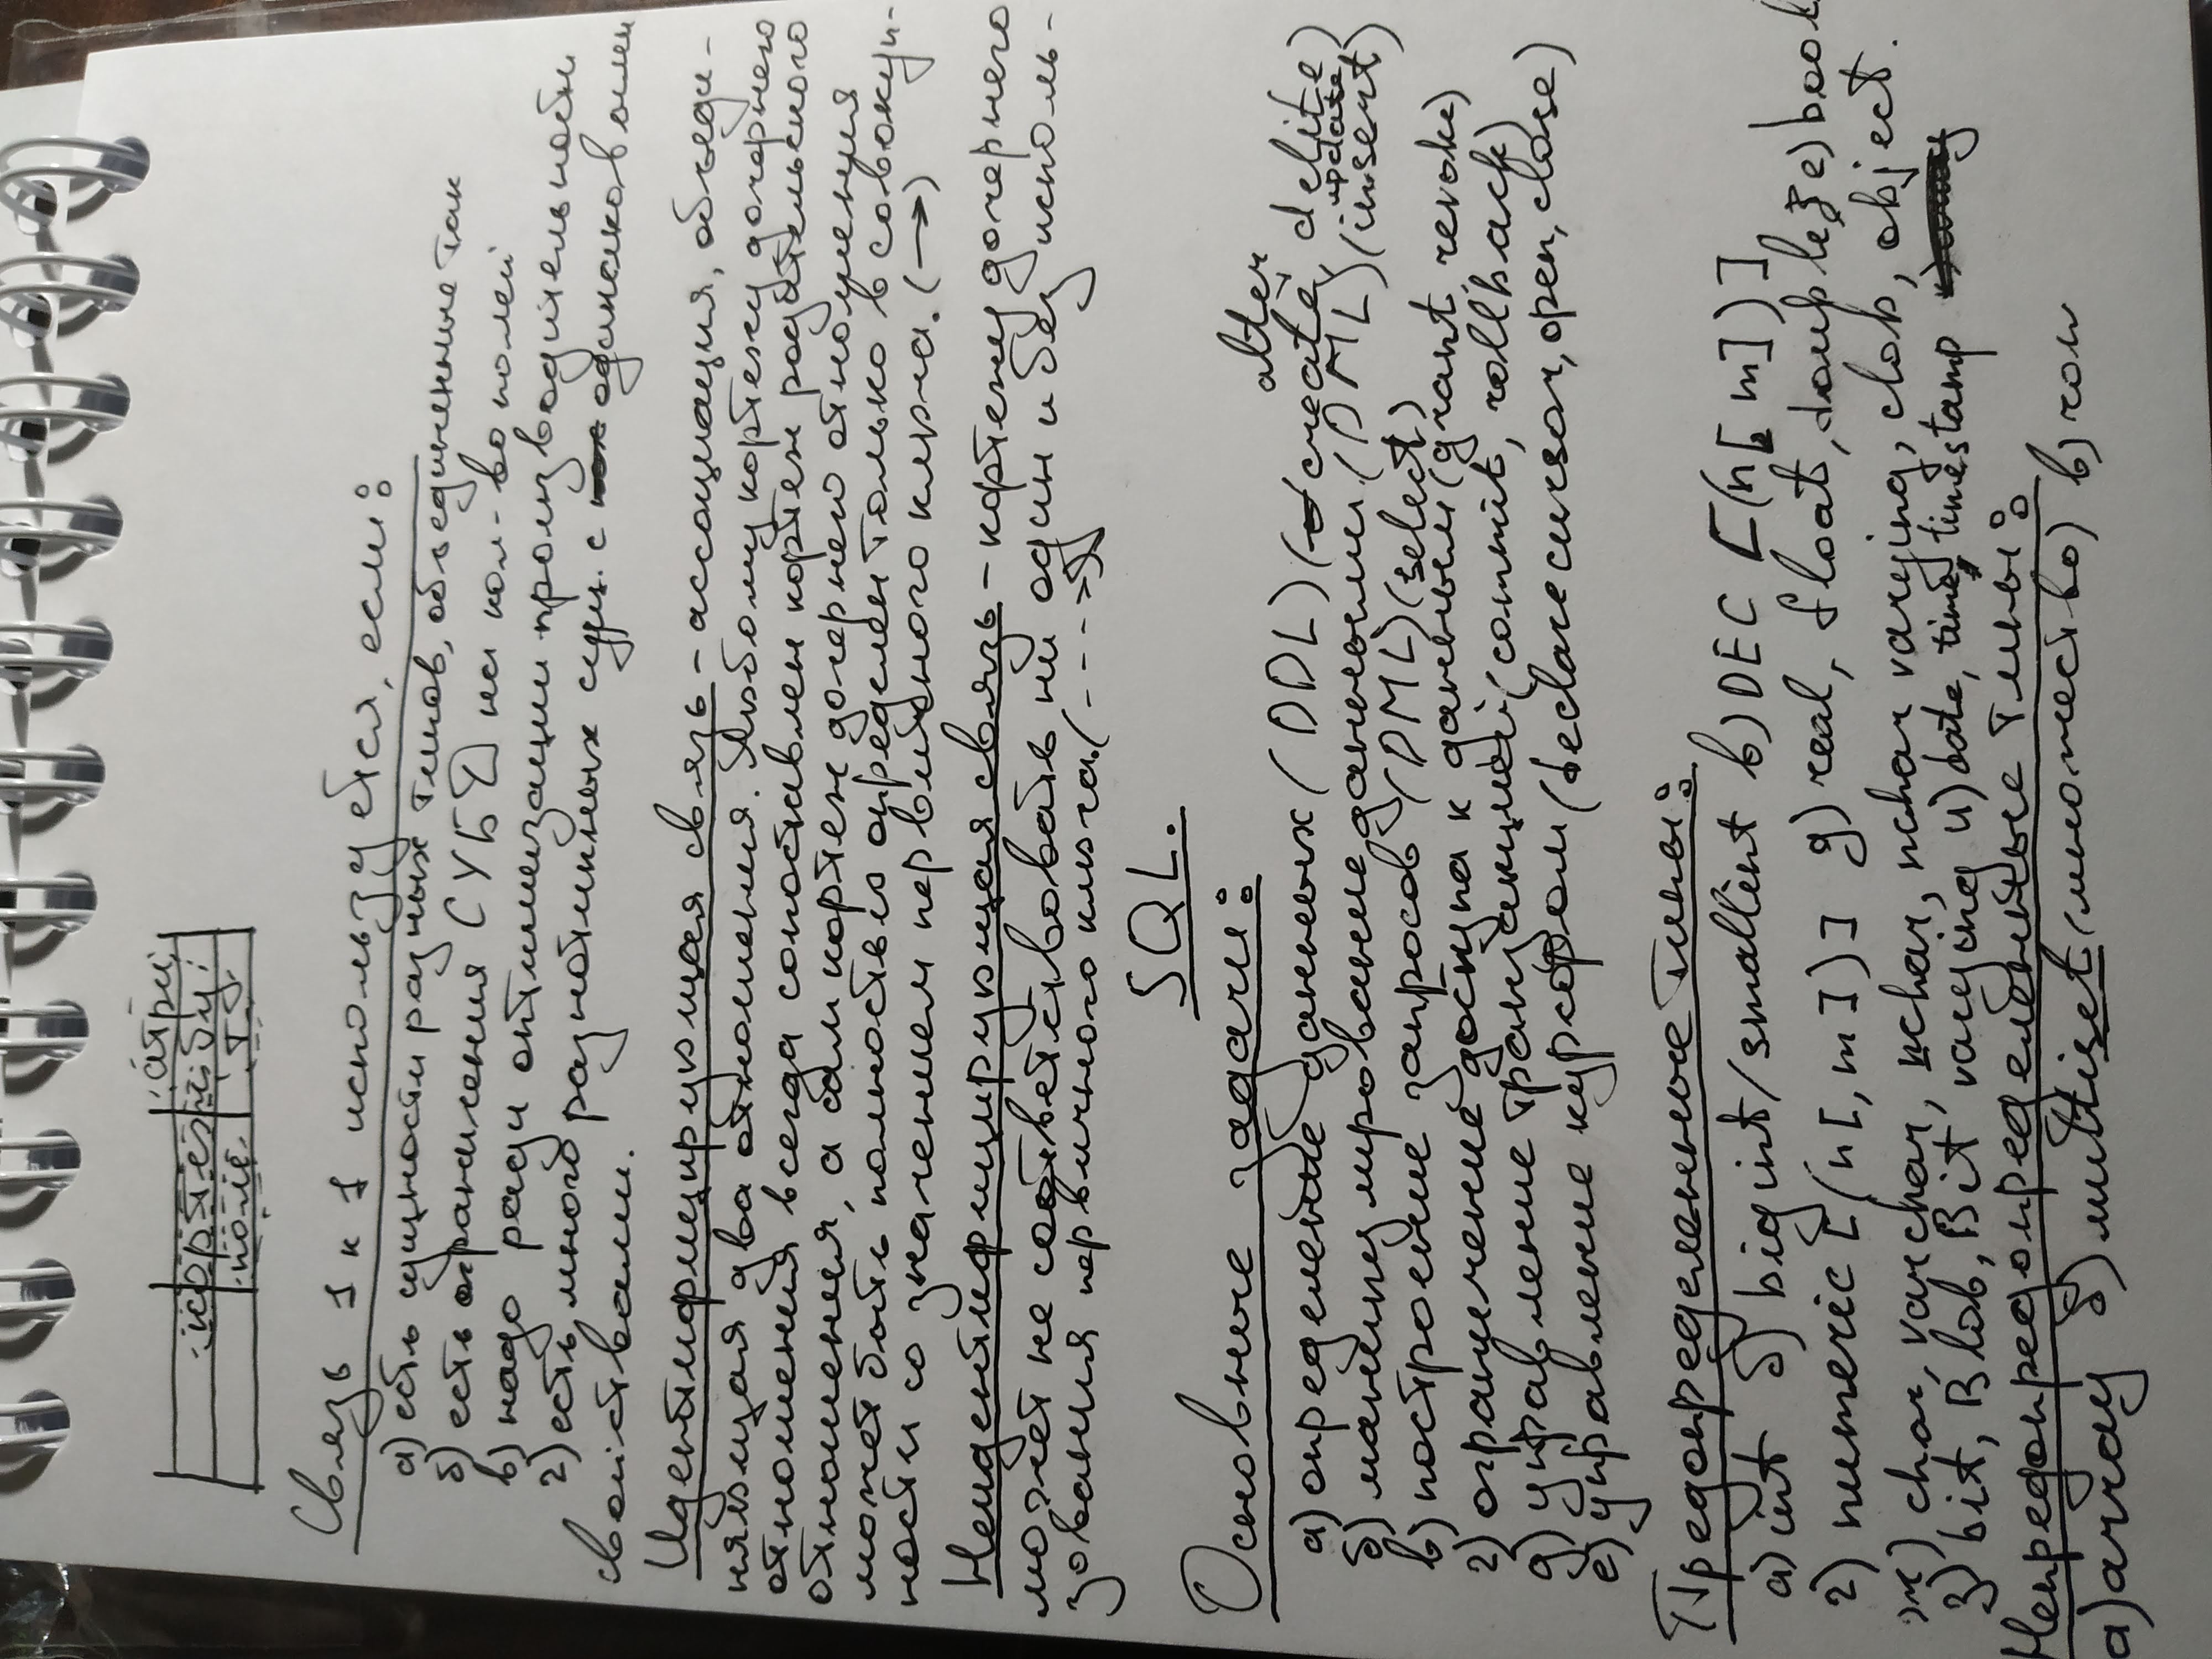 атри
кортеж бу
поле т
Связь 1 к 1 используется, если:
а) есть сущности разных типов, объединенные так
б) есть ограничения СУБД на кол-во полей
в) надо ради оптимизации производительности
г) есть много разнотипных сущ. с одинаковыми
свойствами.
Идентифицирующая связь - ассоциация, объеди-
няющая два отношения. Любому кортежу дочернего
отношения всегда сопоставлен кортеж родительского
отношения, а сам кортеж дочернего отношения
может быть полностью определен только в совокуп-
ности со значением первичного ключа. (→)
Неидентифицирующая связь - кортежу дочернего
может не соответствовать ни один и без исполь-
зования первичного ключа. (--->)
SQL.
Основные задачи:
alter
а) определение данных (DDL) (create, delite)
update,
б) манипулирование данными (DML) (insert)
в) построение запросов (DML) (select)
г) ограничение доступа к данным (grant, revoke)
д) управление транзакцией (commit, rollback)
е) управление курсором (declare cursor, open, close)
Предопределенные типы:
а) int б) bigint/smallint в) DEC [(n[, m])]
г) numeric [(n[, m])] д) real, float, double е) bool
ж) char, varchar, nchar, nchar varying, clob, object.
з) bit, Blob, Bit varying и) date, time, timestamp
Непредопределенные типы:
а) array б) multiset (множество) в) row